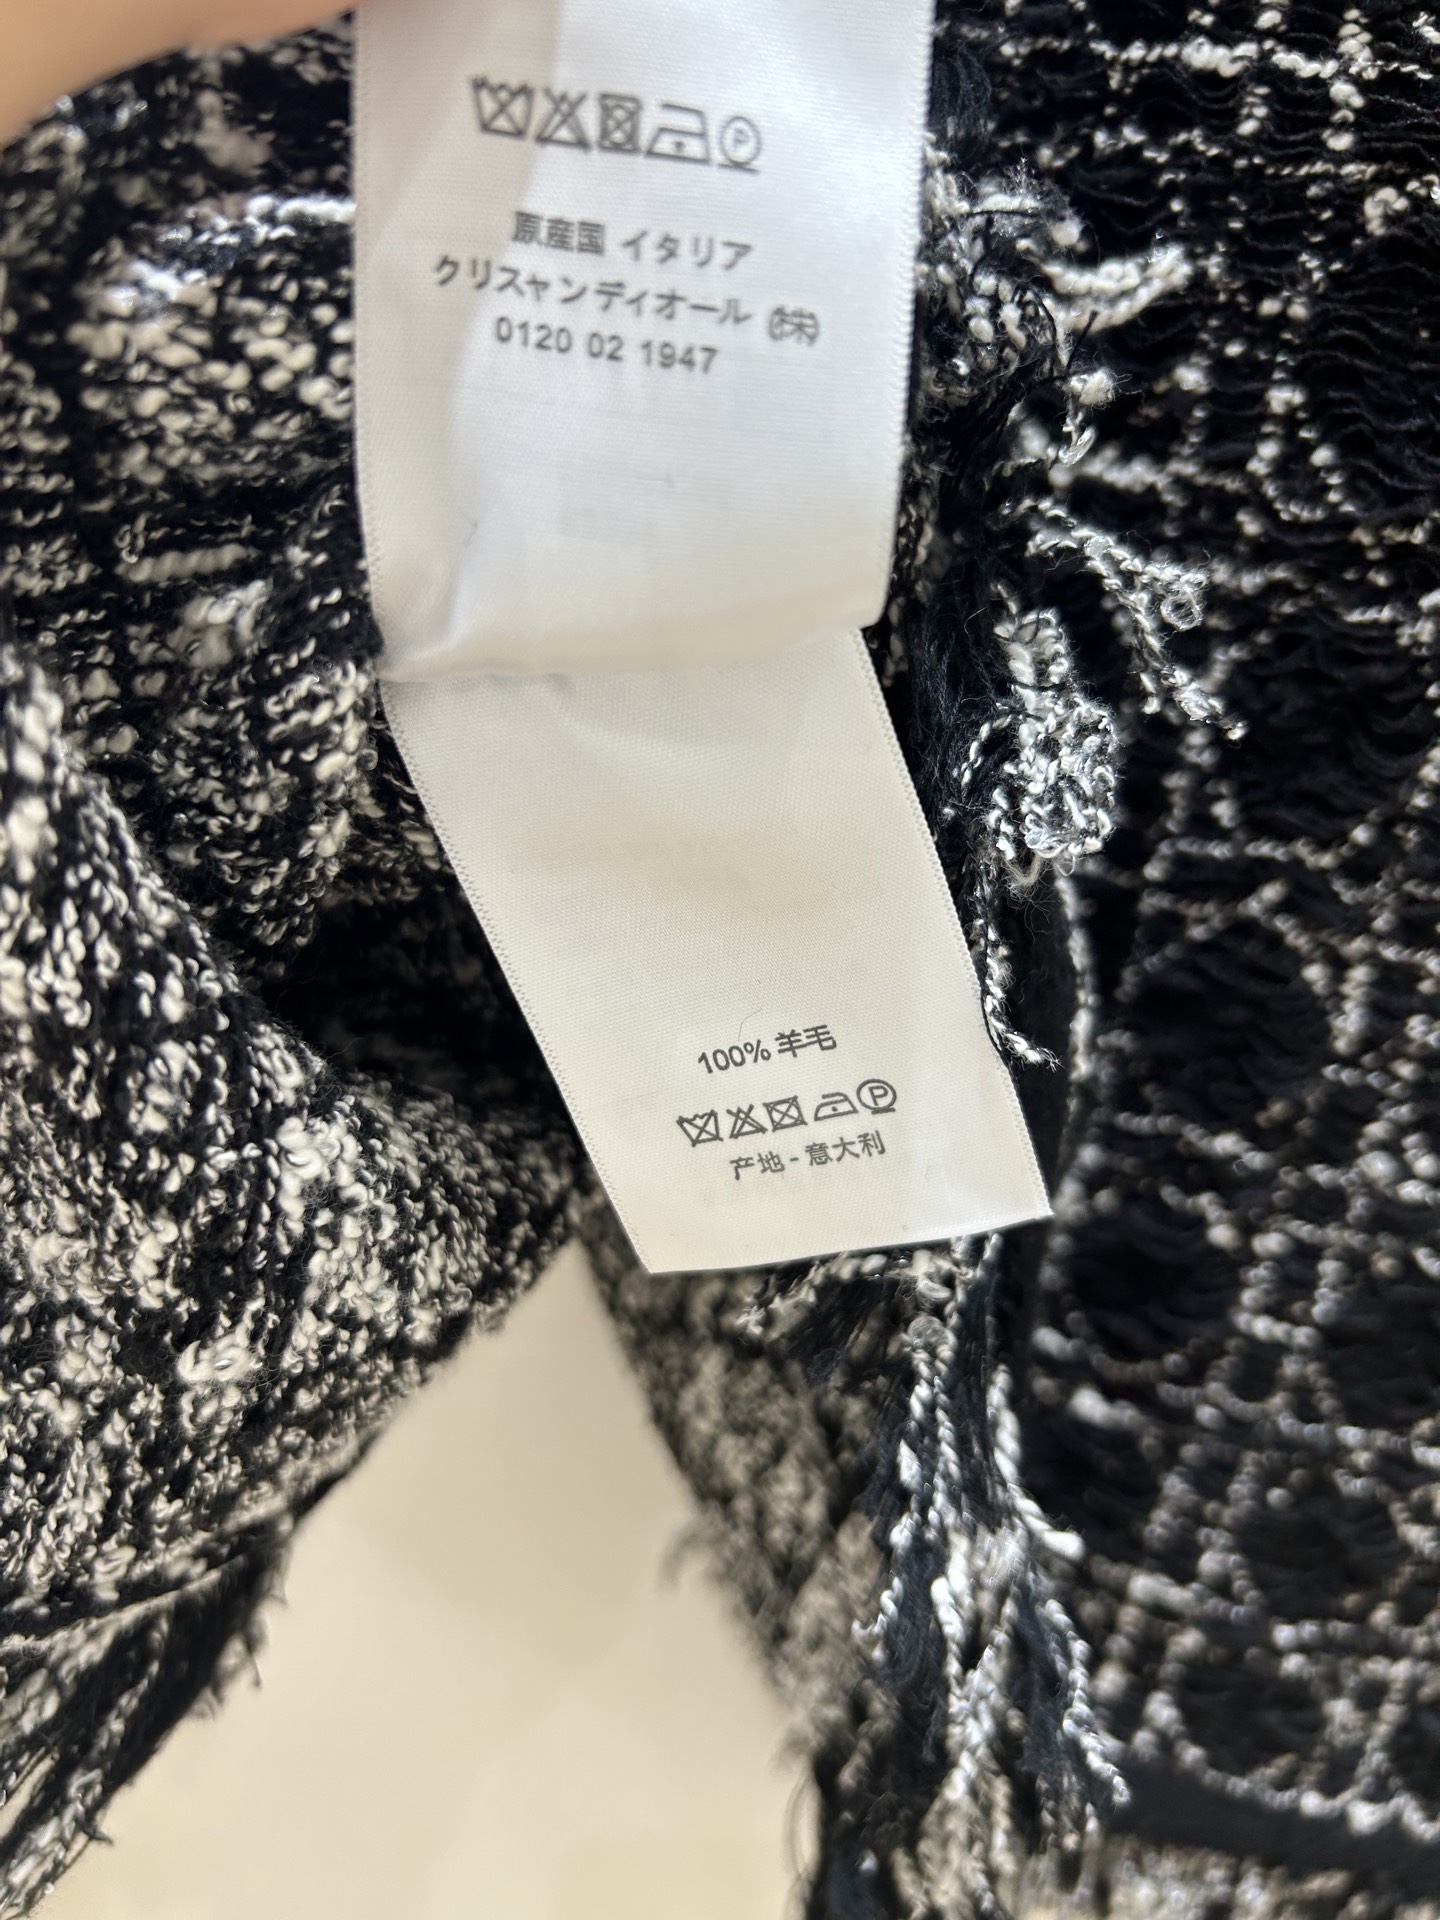 P
原産国 イタリア
クリスャンディオール ㈱
0120 02 1947
100% 羊毛
P
产地 - 意大利